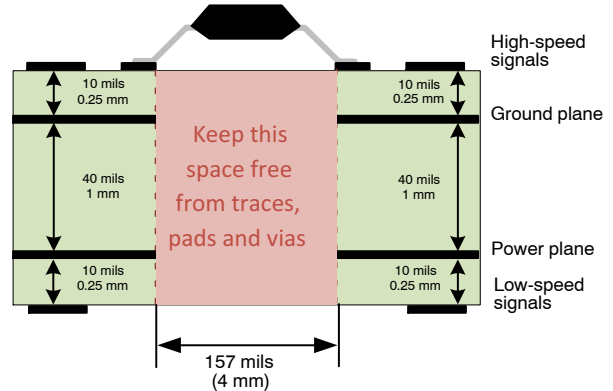 High-speed
signals
10 mils
0.25 mm
10 mils
0.25 mm
Ground plane
Keep this
space free
from traces,
pads and vias
40 mils
1 mm
40 mils
1 mm
Power plane
10 mils
0.25 mm
10 mils
0.25 mm
Low-speed
signals
157 mils
(4 mm)